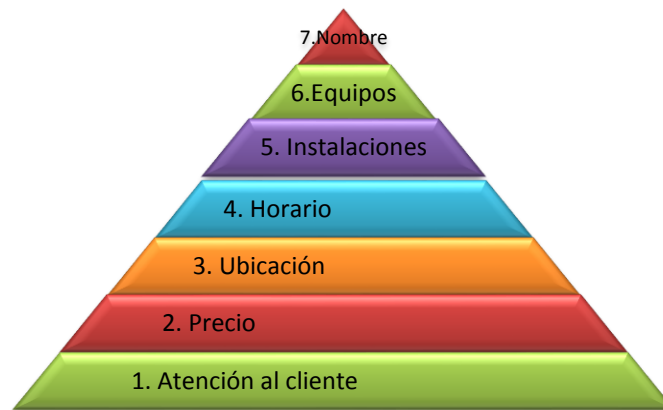 7.Nombre
6.Equipos
5. Instalaciones
4. Horario
3. Ubicación
2. Precio
1. Atención al cliente